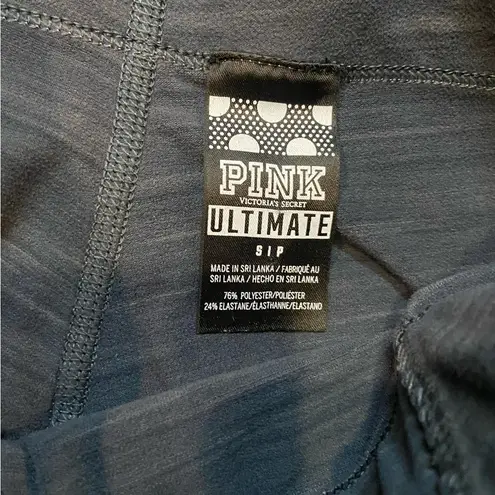 PINK
VICTORIA'S SECRET
ULTIMATE
S | P
MADE IN SRI LANKA / FABRIQUÉ AU
SRI LANKA / HECHO EN SRI LANKA
76% POLYESTER/POLIÉSTER
24% ELASTANE/ÉLASTHANNE/ELASTANO